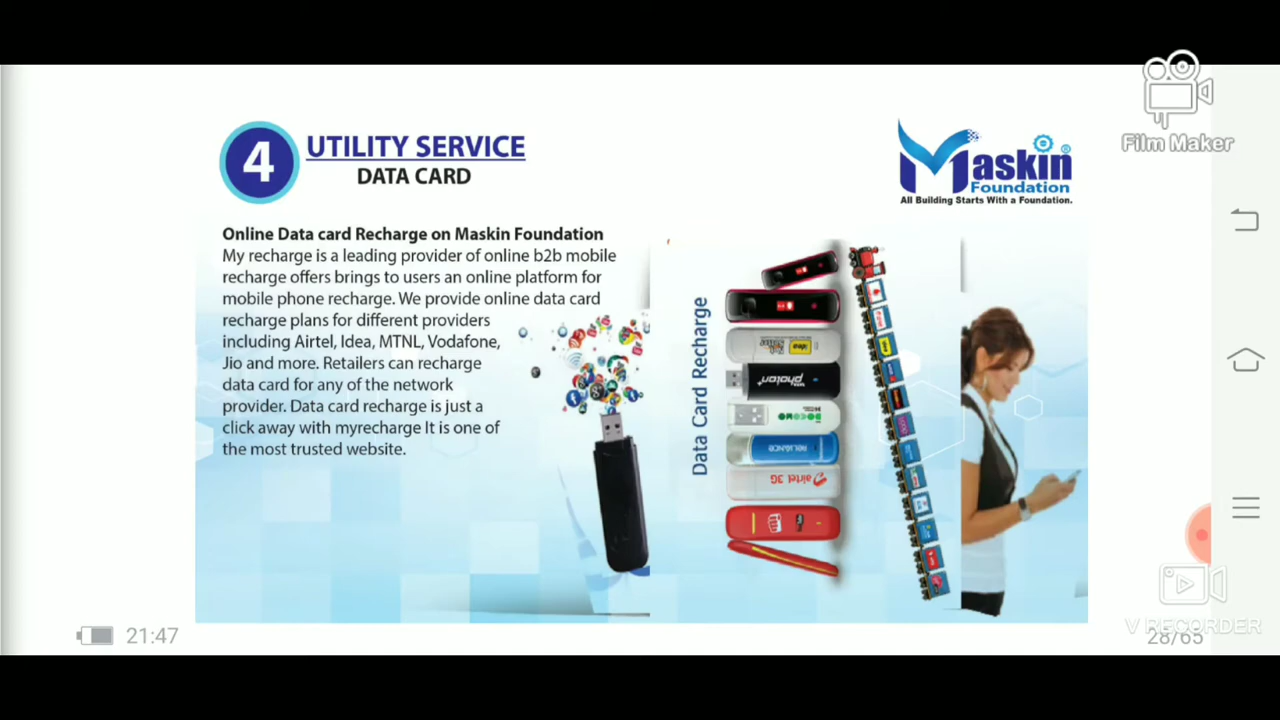 Film Maker
4
UTILITY SERVICE
DATA CARD
Maskin
Foundation
All Building Starts With a Foundation.
Online Data card Recharge on Maskin Foundation
My recharge is a leading provider of online b2b mobile
recharge offers brings to users an online platform for
mobile phone recharge. We provide online data card
recharge plans for different providers
including Airtel, Idea, MTNL, Vodafone,
Jio and more. Retailers can recharge
data card for any of the network
provider. Data card recharge is just a
click away with myrecharge It is one of
the most trusted website.
Data Card Recharge
idea
photon+
DOCOMO
RELIANCE
airtel 3G
21:47
V RECORDER
28/65